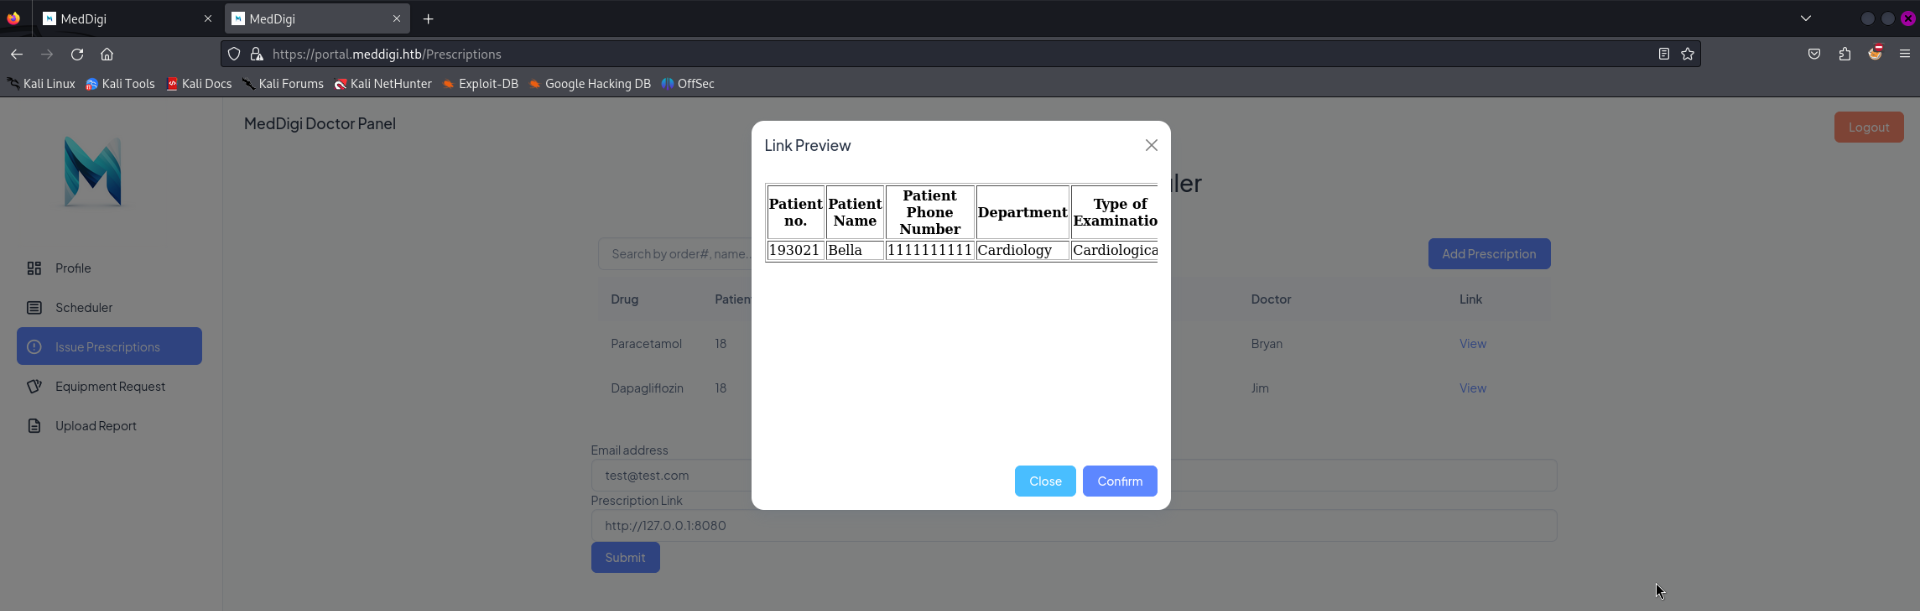 MedDigi
MedDigi
https://portal.meddigi.htb/Prescriptions
Kali Linux Kali Tools Kali Docs Kali Forums Kali NetHunter Exploit-DB Google Hacking DB OffSec
MedDigi Doctor Panel
Logout
ler
Profile
Scheduler
Issue Prescriptions
Equipment Request
Upload Report
Search by order#, name..
Add Prescription
Drug Patien Doctor Link
Paracetamol 18 Bryan View
Dapagliflozin 18 Jim View
Email address
test@test.com
Prescription Link
http://127.0.0.1:8080
Submit
Link Preview
Patient no. Patient Name Patient Phone Number Department Type of Examinatio
193021 Bella 1111111111 Cardiology Cardiologica
Close Confirm